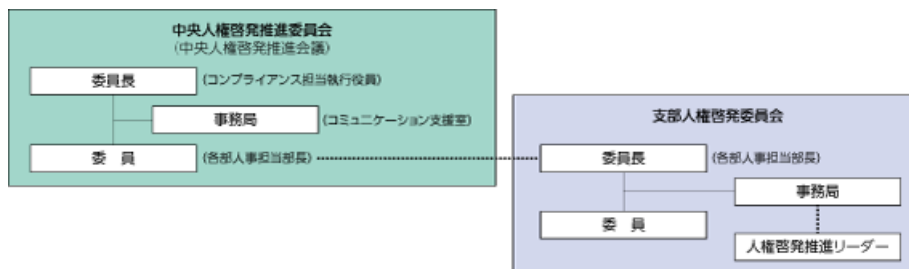 中央人権啓発推進委員会
(中央人権啓発推進会議)
委員長
(コンプライアンス担当執行役員)
事務局
(コミュニケーション支援室)
委 員
(各部人事担当部長)
支部人権啓発委員会
委員長
(各部人事担当部長)
事務局
委 員
人権啓発推進リーダー